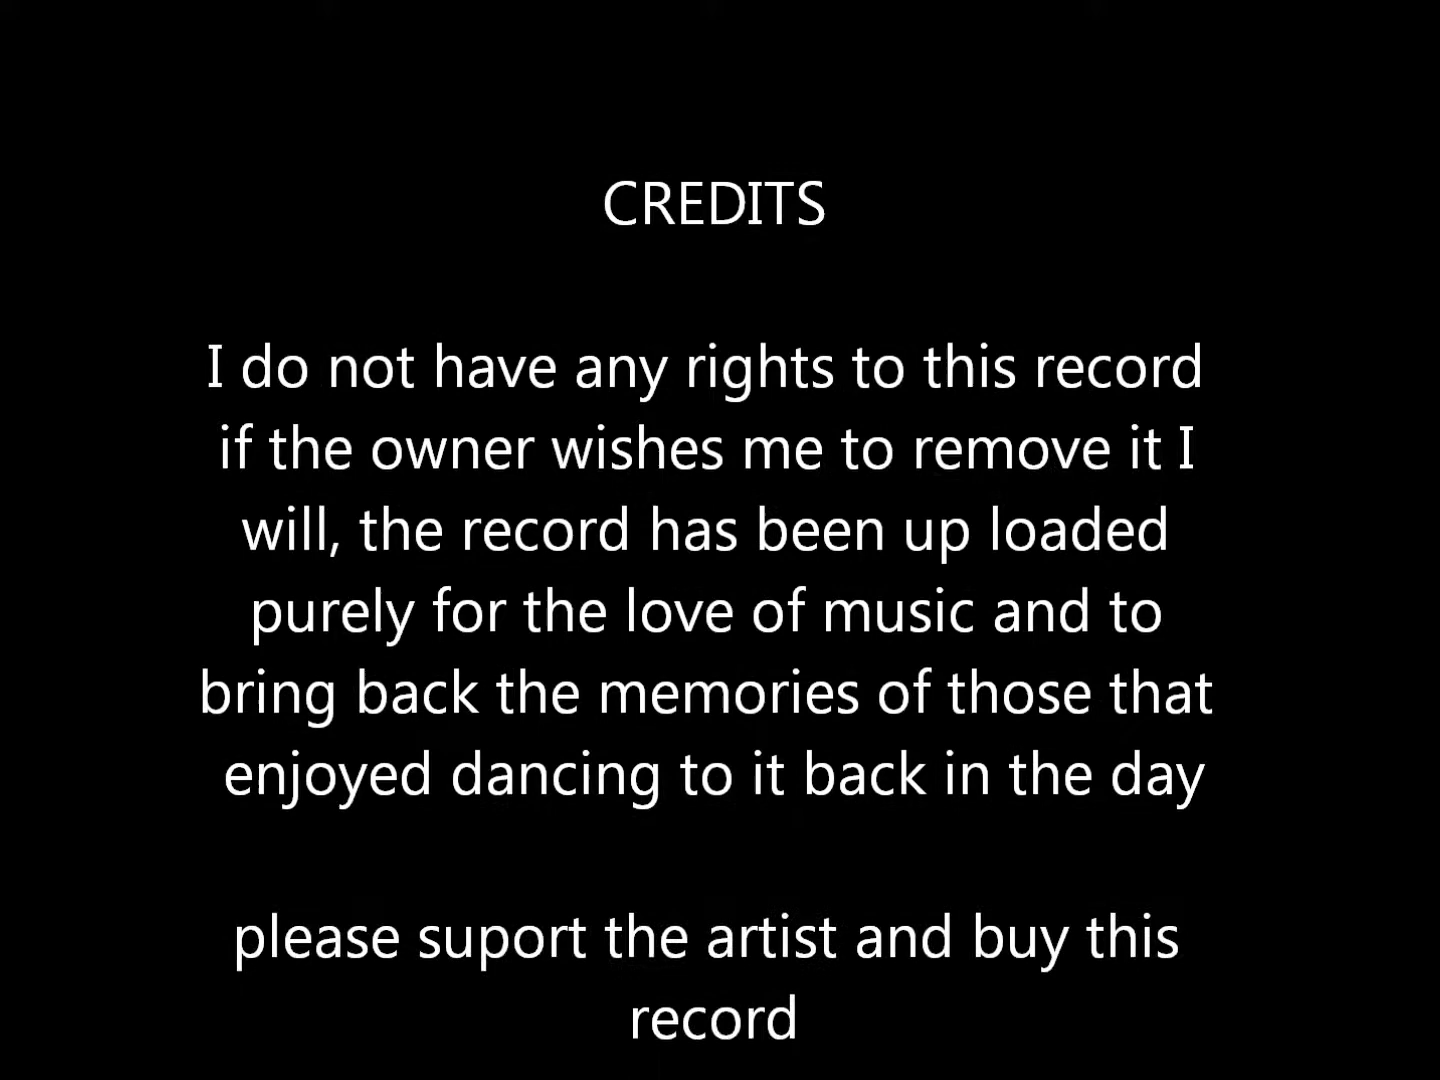 CREDITS
I do not have any rights to this record
if the owner wishes me to remove it I
will, the record has been up loaded
purely for the love of music and to
bring back the memories of those that
enjoyed dancing to it back in the day
please suport the artist and buy this
record